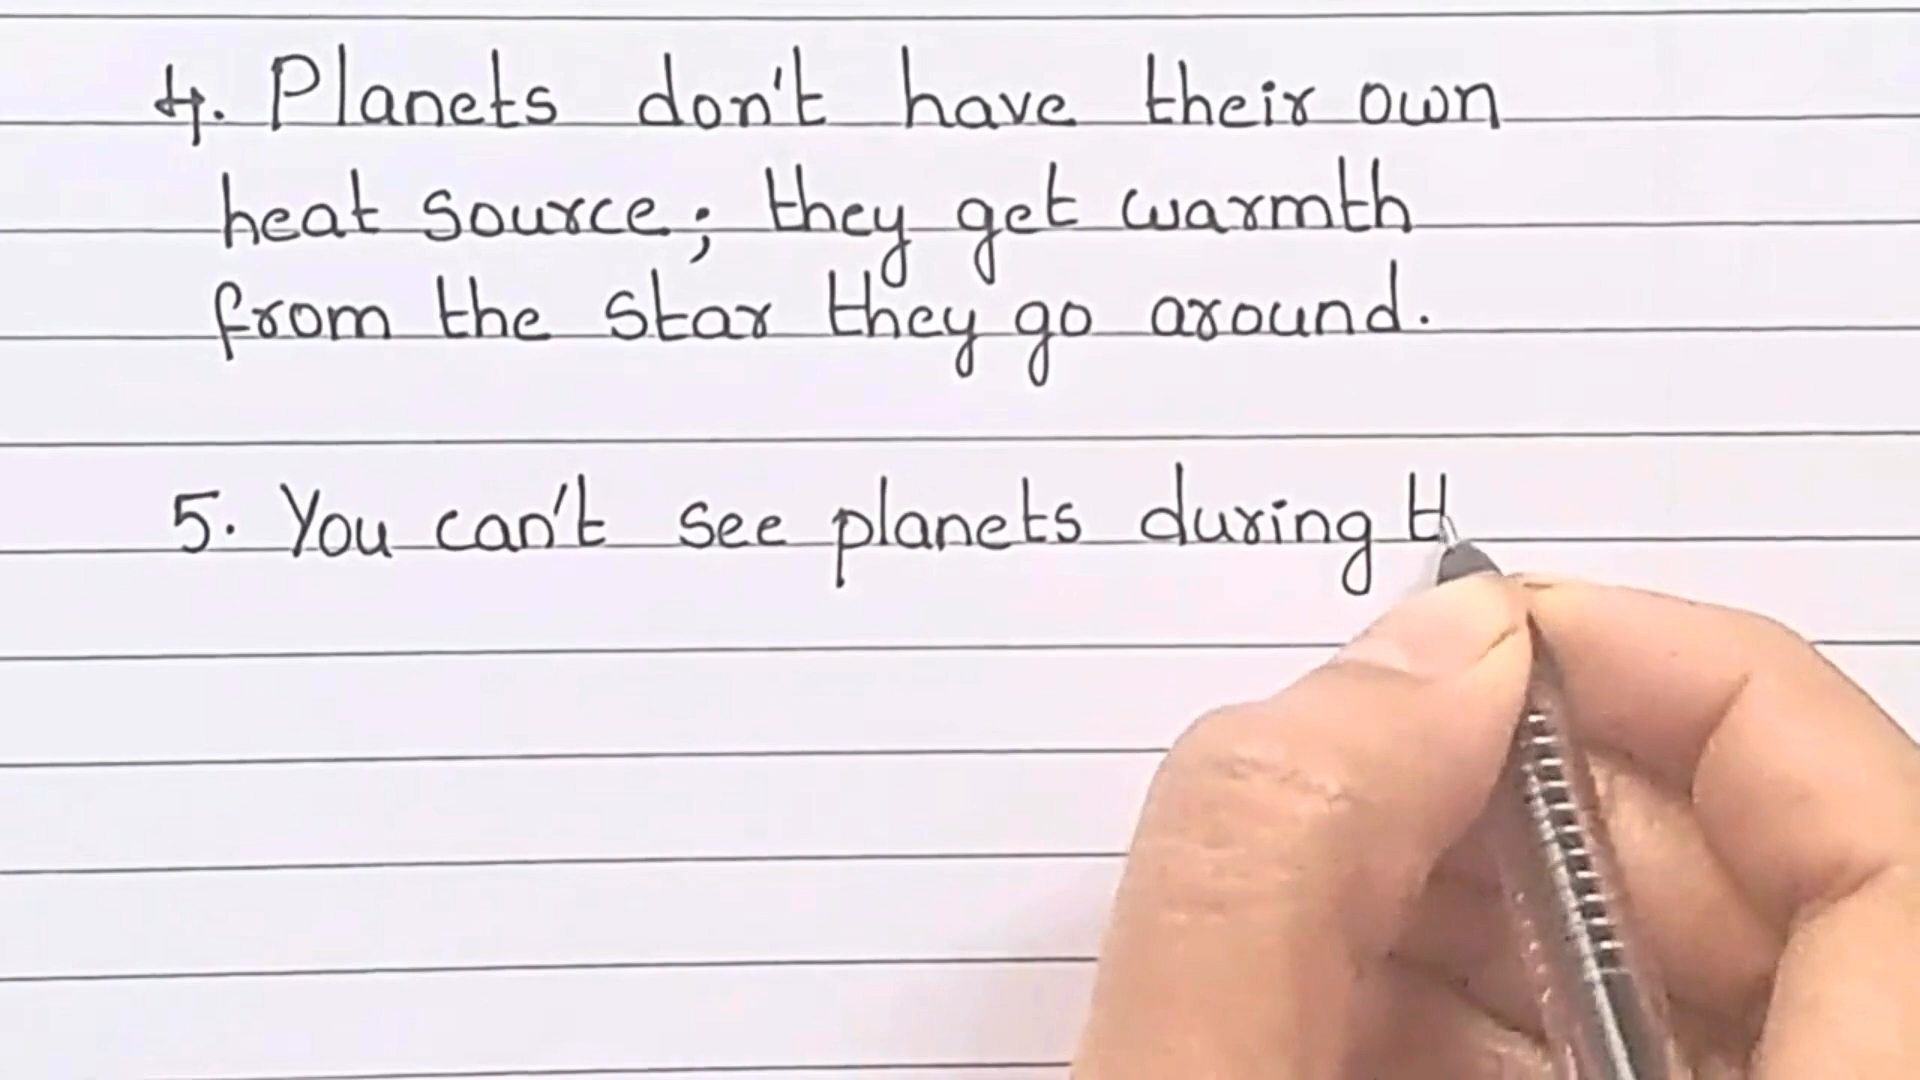 4. Planets don't have their own
heat source; they get warmth
from the star they go around.
5. You can't see planets during th